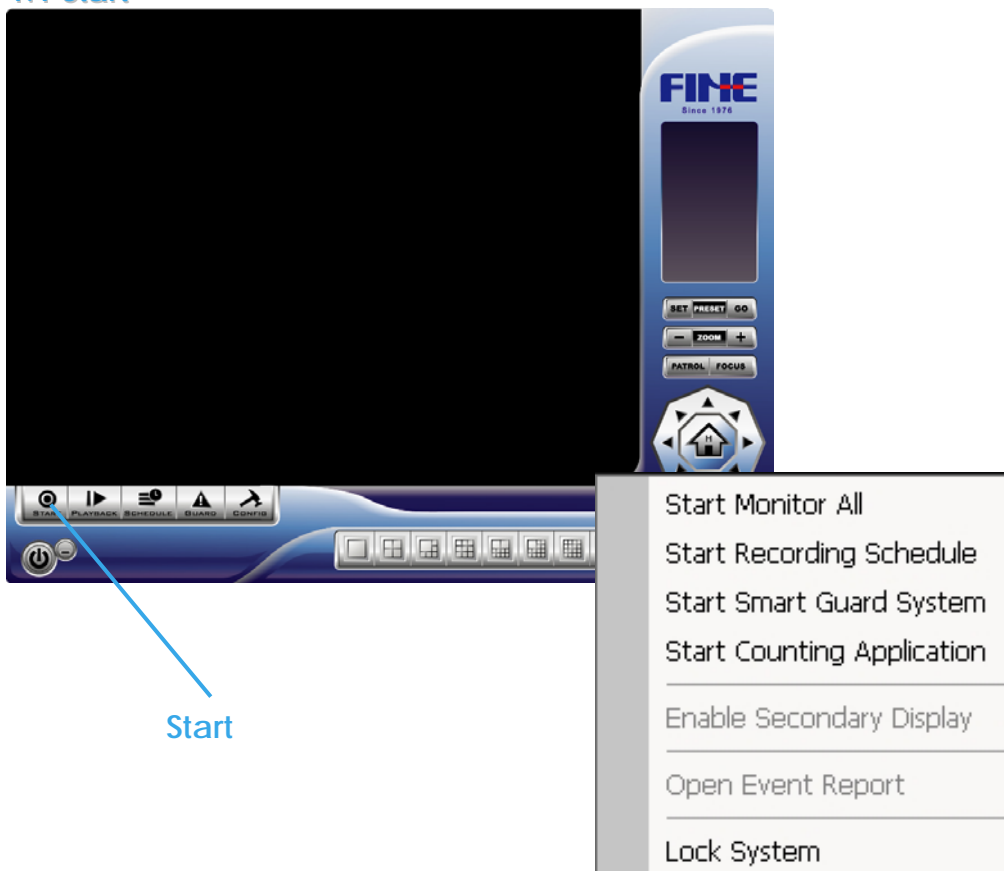 FINE
Since 1976
SET PRESET GO
- ZOOM +
PATROL FOCUS
H
START PLAYBACK SCHEDULE GUARD CONFIG
Start
Start Monitor All
Start Recording Schedule
Start Smart Guard System
Start Counting Application
Enable Secondary Display
Open Event Report
Lock System